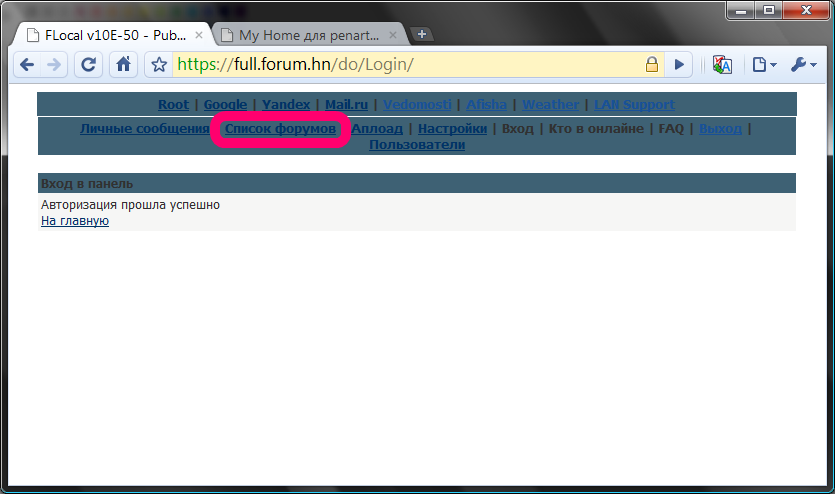 FLocal v10E-50 - Pub...
My Home для penart...
https://full.forum.hn/do/Login/
Root | Google | Yandex | Mail.ru | Vedomosti | Afisha | Weather | LAN Support
Личные сообщения Список форумов Аплоад | Настройки | Вход | Кто в онлайне | FAQ | Выход |
Пользователи
Вход в панель
Авторизация прошла успешно
На главную